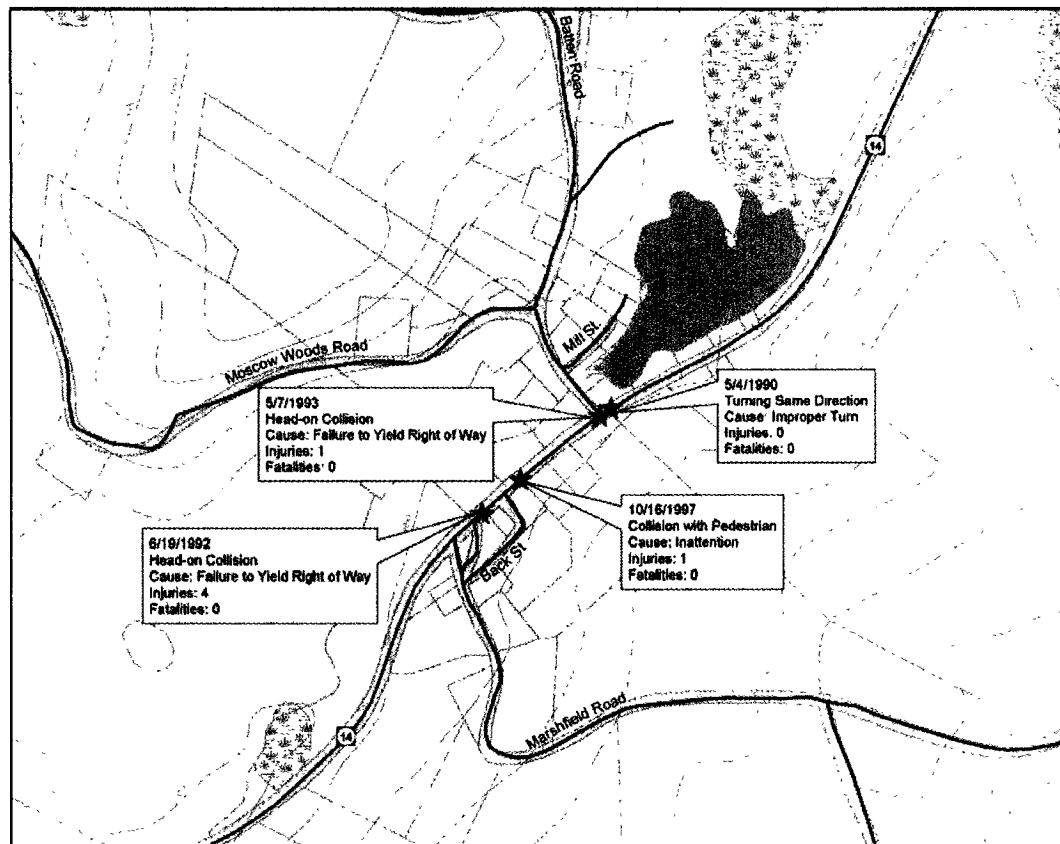 Batten Road
14
Mill St.
Moscow Woods Road
5/7/1993
Head-on Collision
Cause: Failure to Yield Right of Way
Injuries: 1
Fatalities: 0
5/4/1990
Turning Same Direction
Cause: Improper Turn
Injuries: 0
Fatalities: 0
10/16/1997
Collision with Pedestrian
Cause: Inattention
Injuries: 1
Fatalities: 0
6/19/1992
Head-on Collision
Cause: Failure to Yield Right of Way
Injuries: 4
Fatalities: 0
Back St
Marshfield Road
14